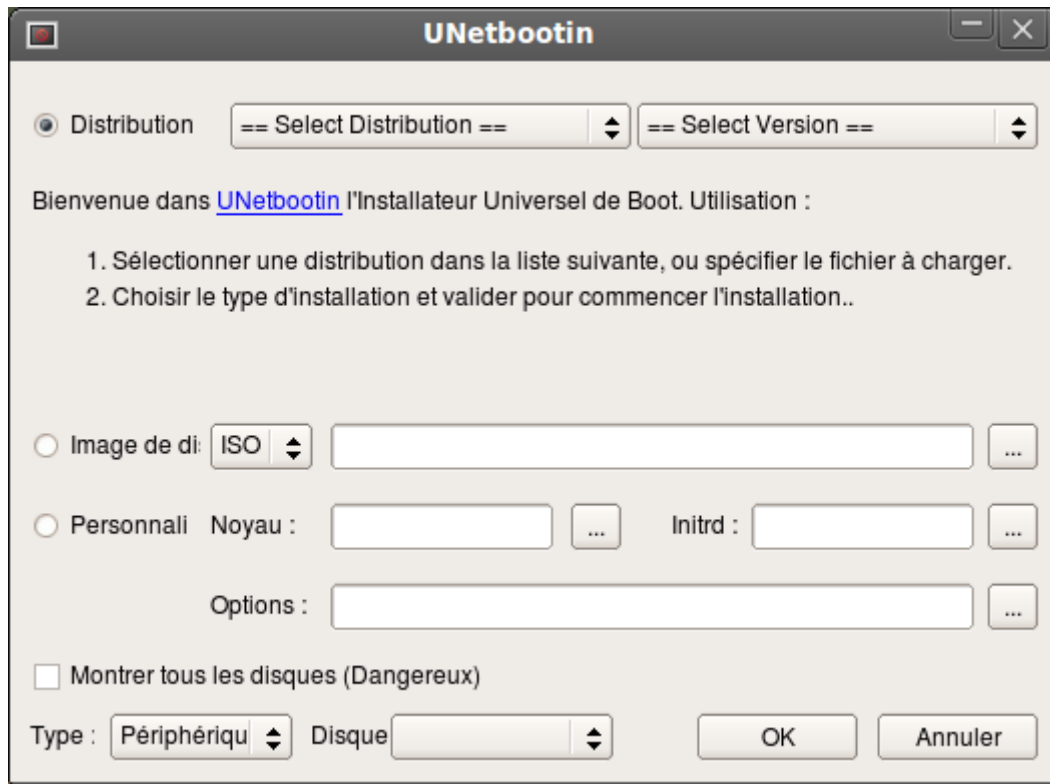 UNetbootin
Distribution == Select Distribution == == Select Version ==
Bienvenue dans UNetbootin l'Installateur Universel de Boot. Utilisation :
1. Sélectionner une distribution dans la liste suivante, ou spécifier le fichier à charger.
2. Choisir le type d'installation et valider pour commencer l'installation..
Image de di ISO ...
Personnali Noyau : ... Initrd : ...
Options : ...
Montrer tous les disques (Dangereux)
Type : Périphériqu Disque OK Annuler